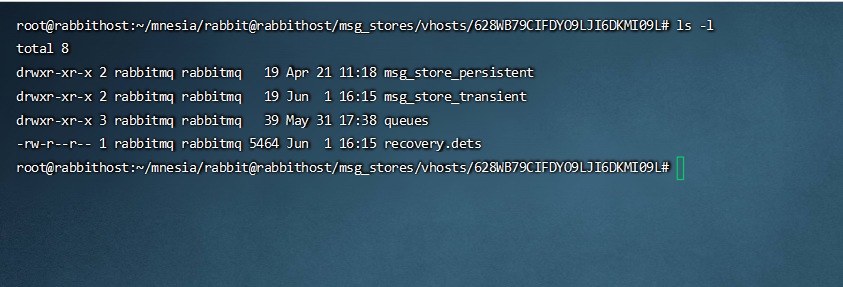 root@rabbithost:~/mnesia/rabbit@rabbithost/msg_stores/vhosts/628WB79CIFDYO9LJI6DKMI09L# ls -l
total 8
drwxr-xr-x 2 rabbitmq rabbitmq   19 Apr 21 11:18 msg_store_persistent
drwxr-xr-x 2 rabbitmq rabbitmq   19 Jun  1 16:15 msg_store_transient
drwxr-xr-x 3 rabbitmq rabbitmq   39 May 31 17:38 queues
-rw-r--r-- 1 rabbitmq rabbitmq 5464 Jun  1 16:15 recovery.dets
root@rabbithost:~/mnesia/rabbit@rabbithost/msg_stores/vhosts/628WB79CIFDYO9LJI6DKMI09L#